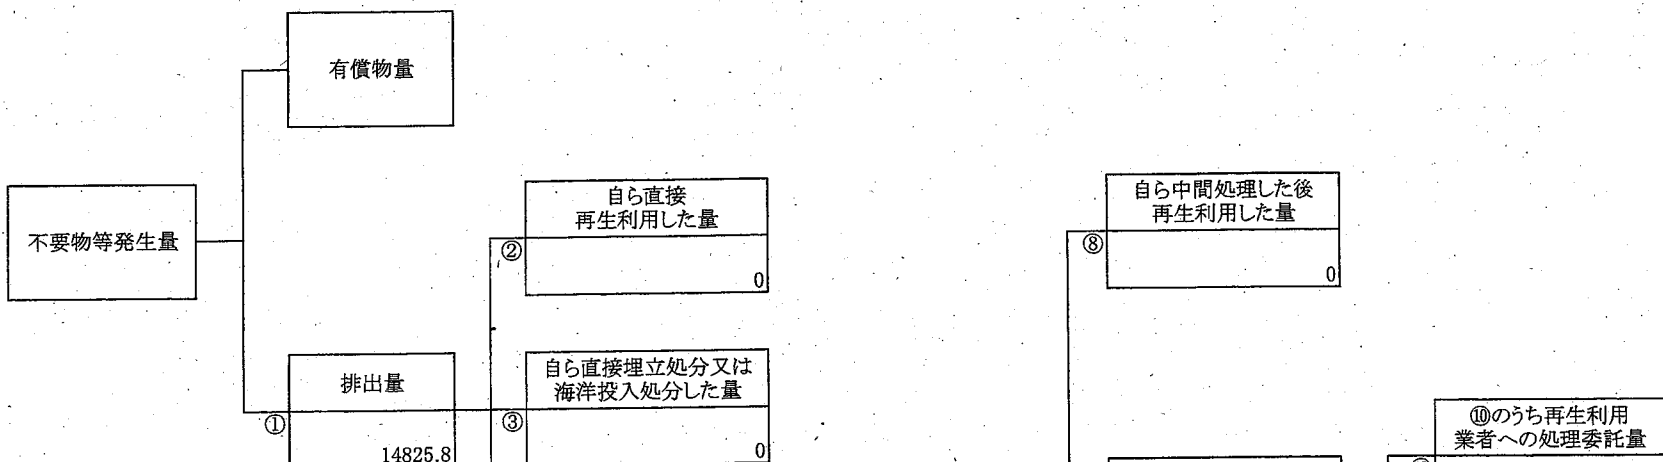 有償物量
不要物等発生量
自ら直接
再生利用した量
②
0
自ら中間処理した後
再生利用した量
⑧
0
排出量
①
14825.8
自ら直接埋立処分又は
海洋投入処分した量
③
0
⑩のうち再生利用
業者への処理委託量